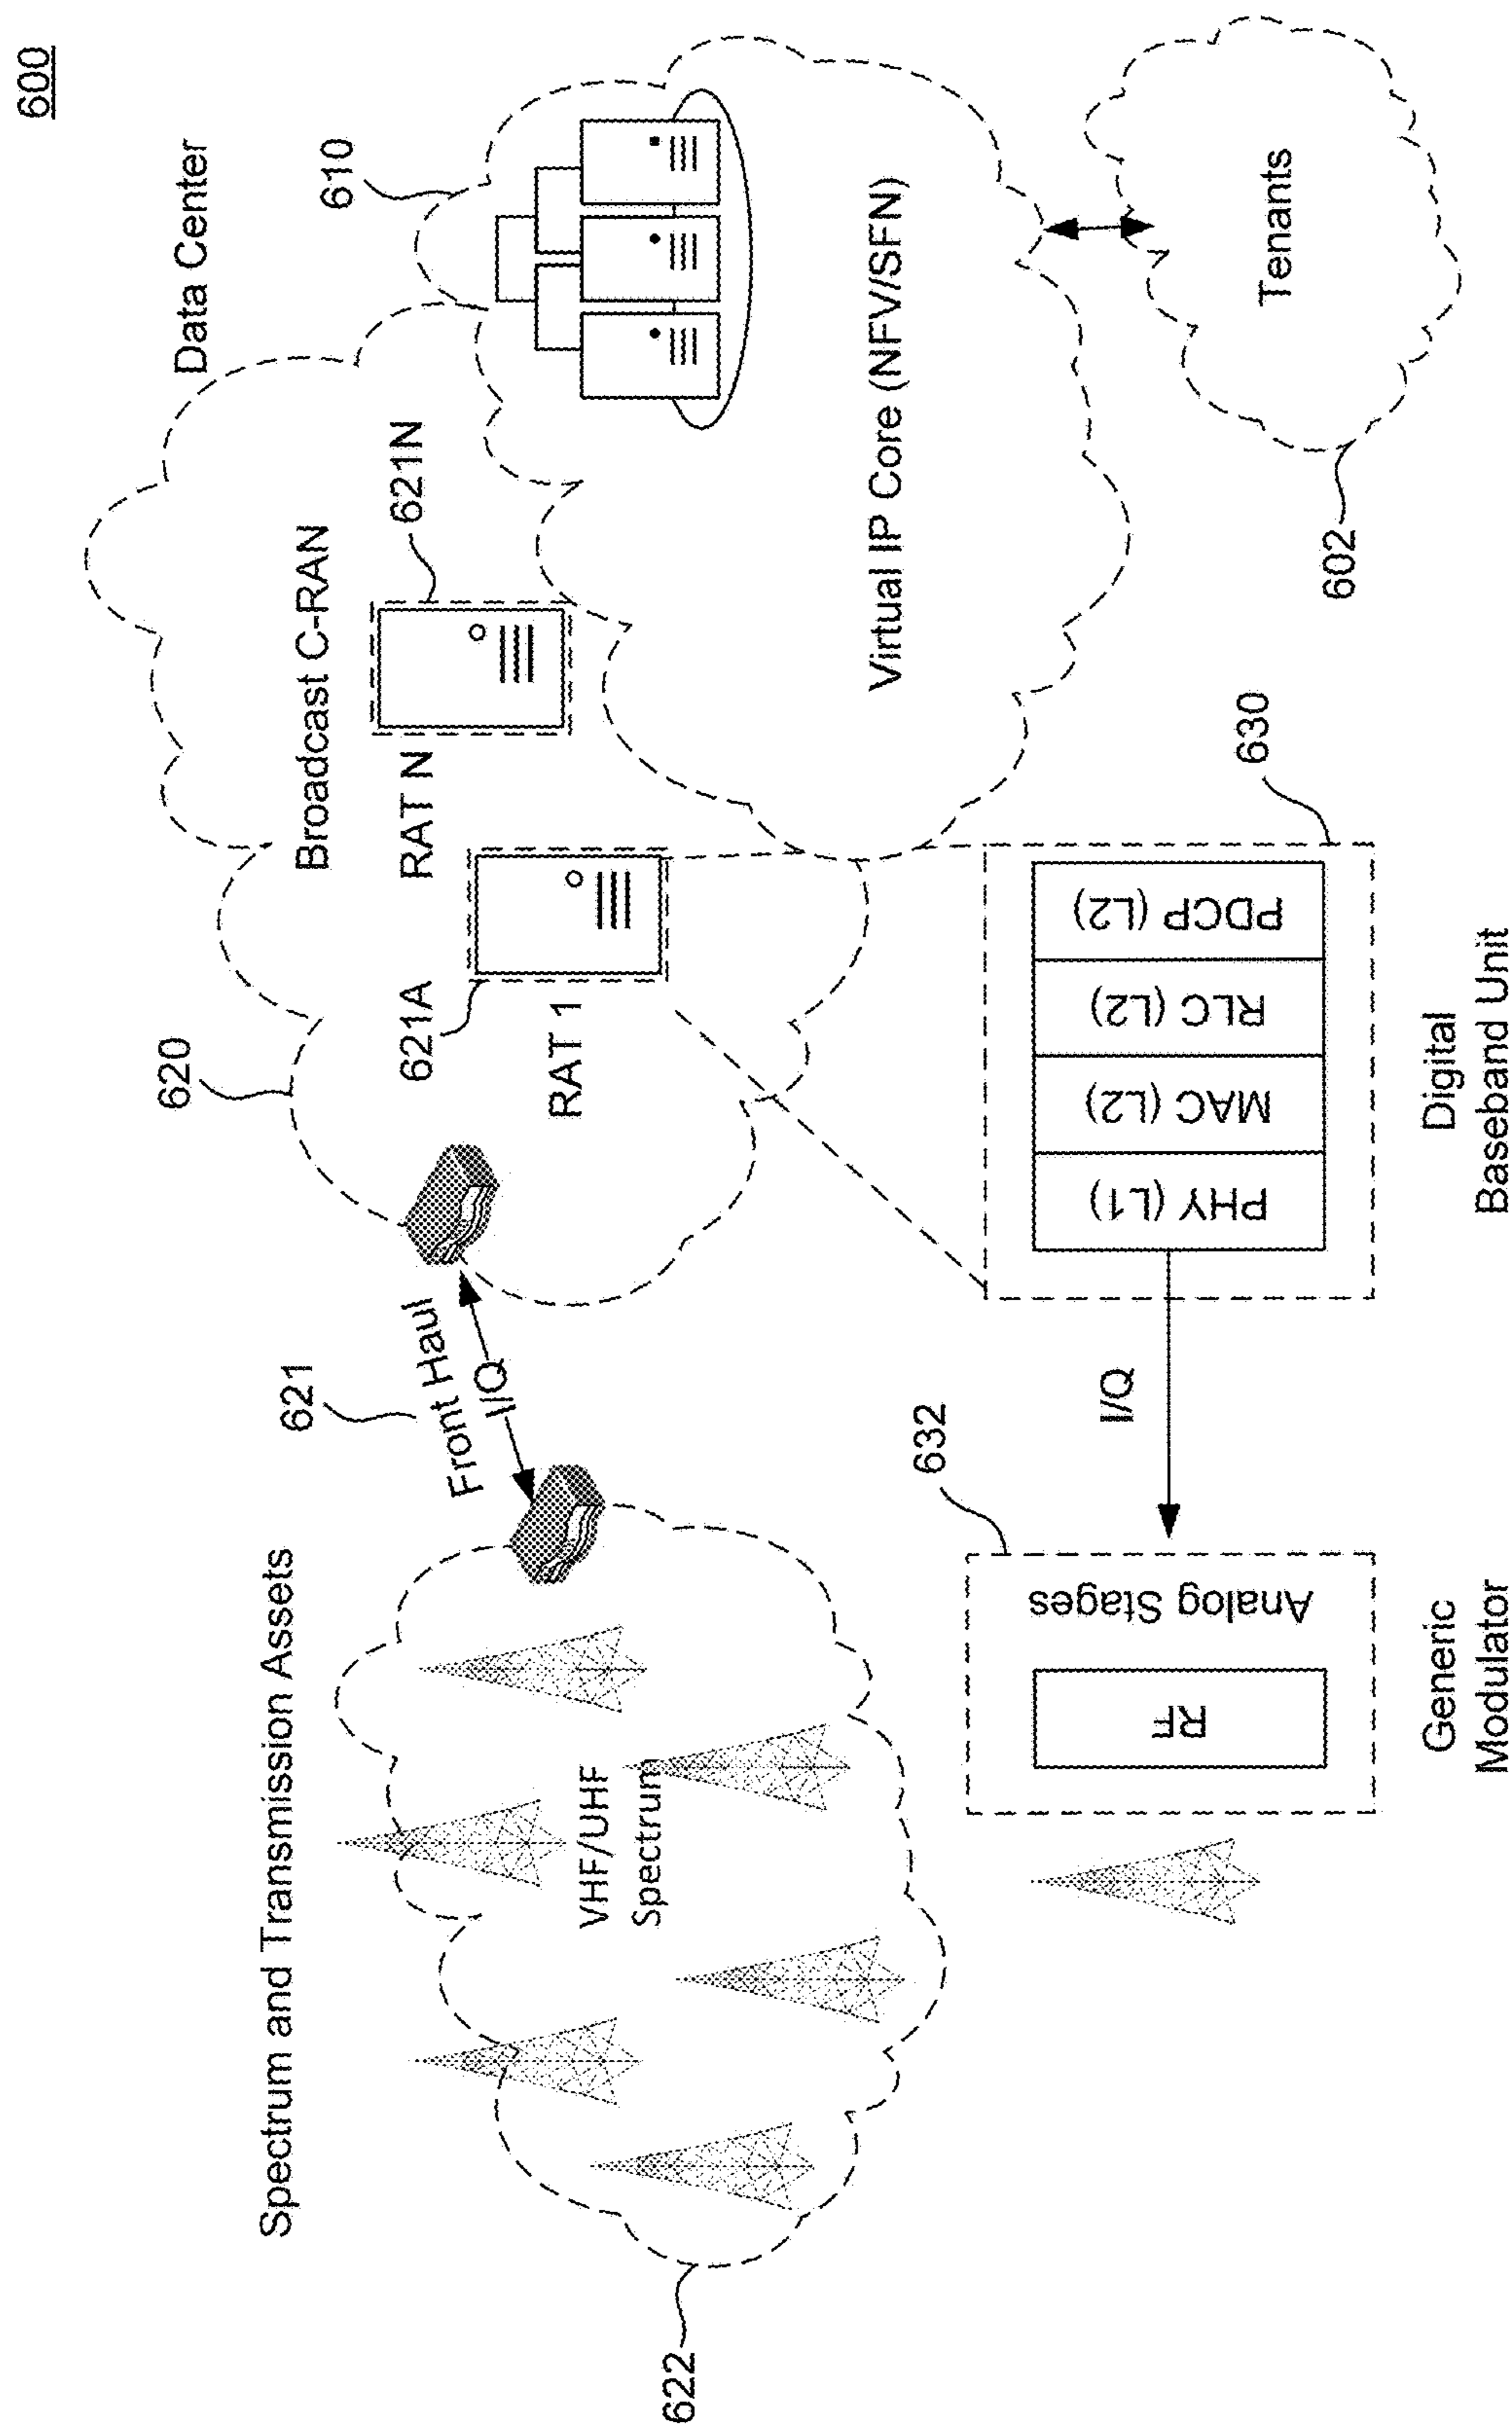 600
Spectrum and Transmission Assets
Data Center
610
620
621
Front Haul
I/Q
Broadcast C-RAN
621N
RAT N
621A
RAT 1
VHF/UHF
Spectrum
622
Virtual IP Core (NFV/SFN)
Tenants
602
632
Analog Stages
RF
Generic
Modulator
I/Q
630
PHY (L1)
MAC (L2)
RLC (L2)
PDCP (L2)
Digital
Baseband Unit